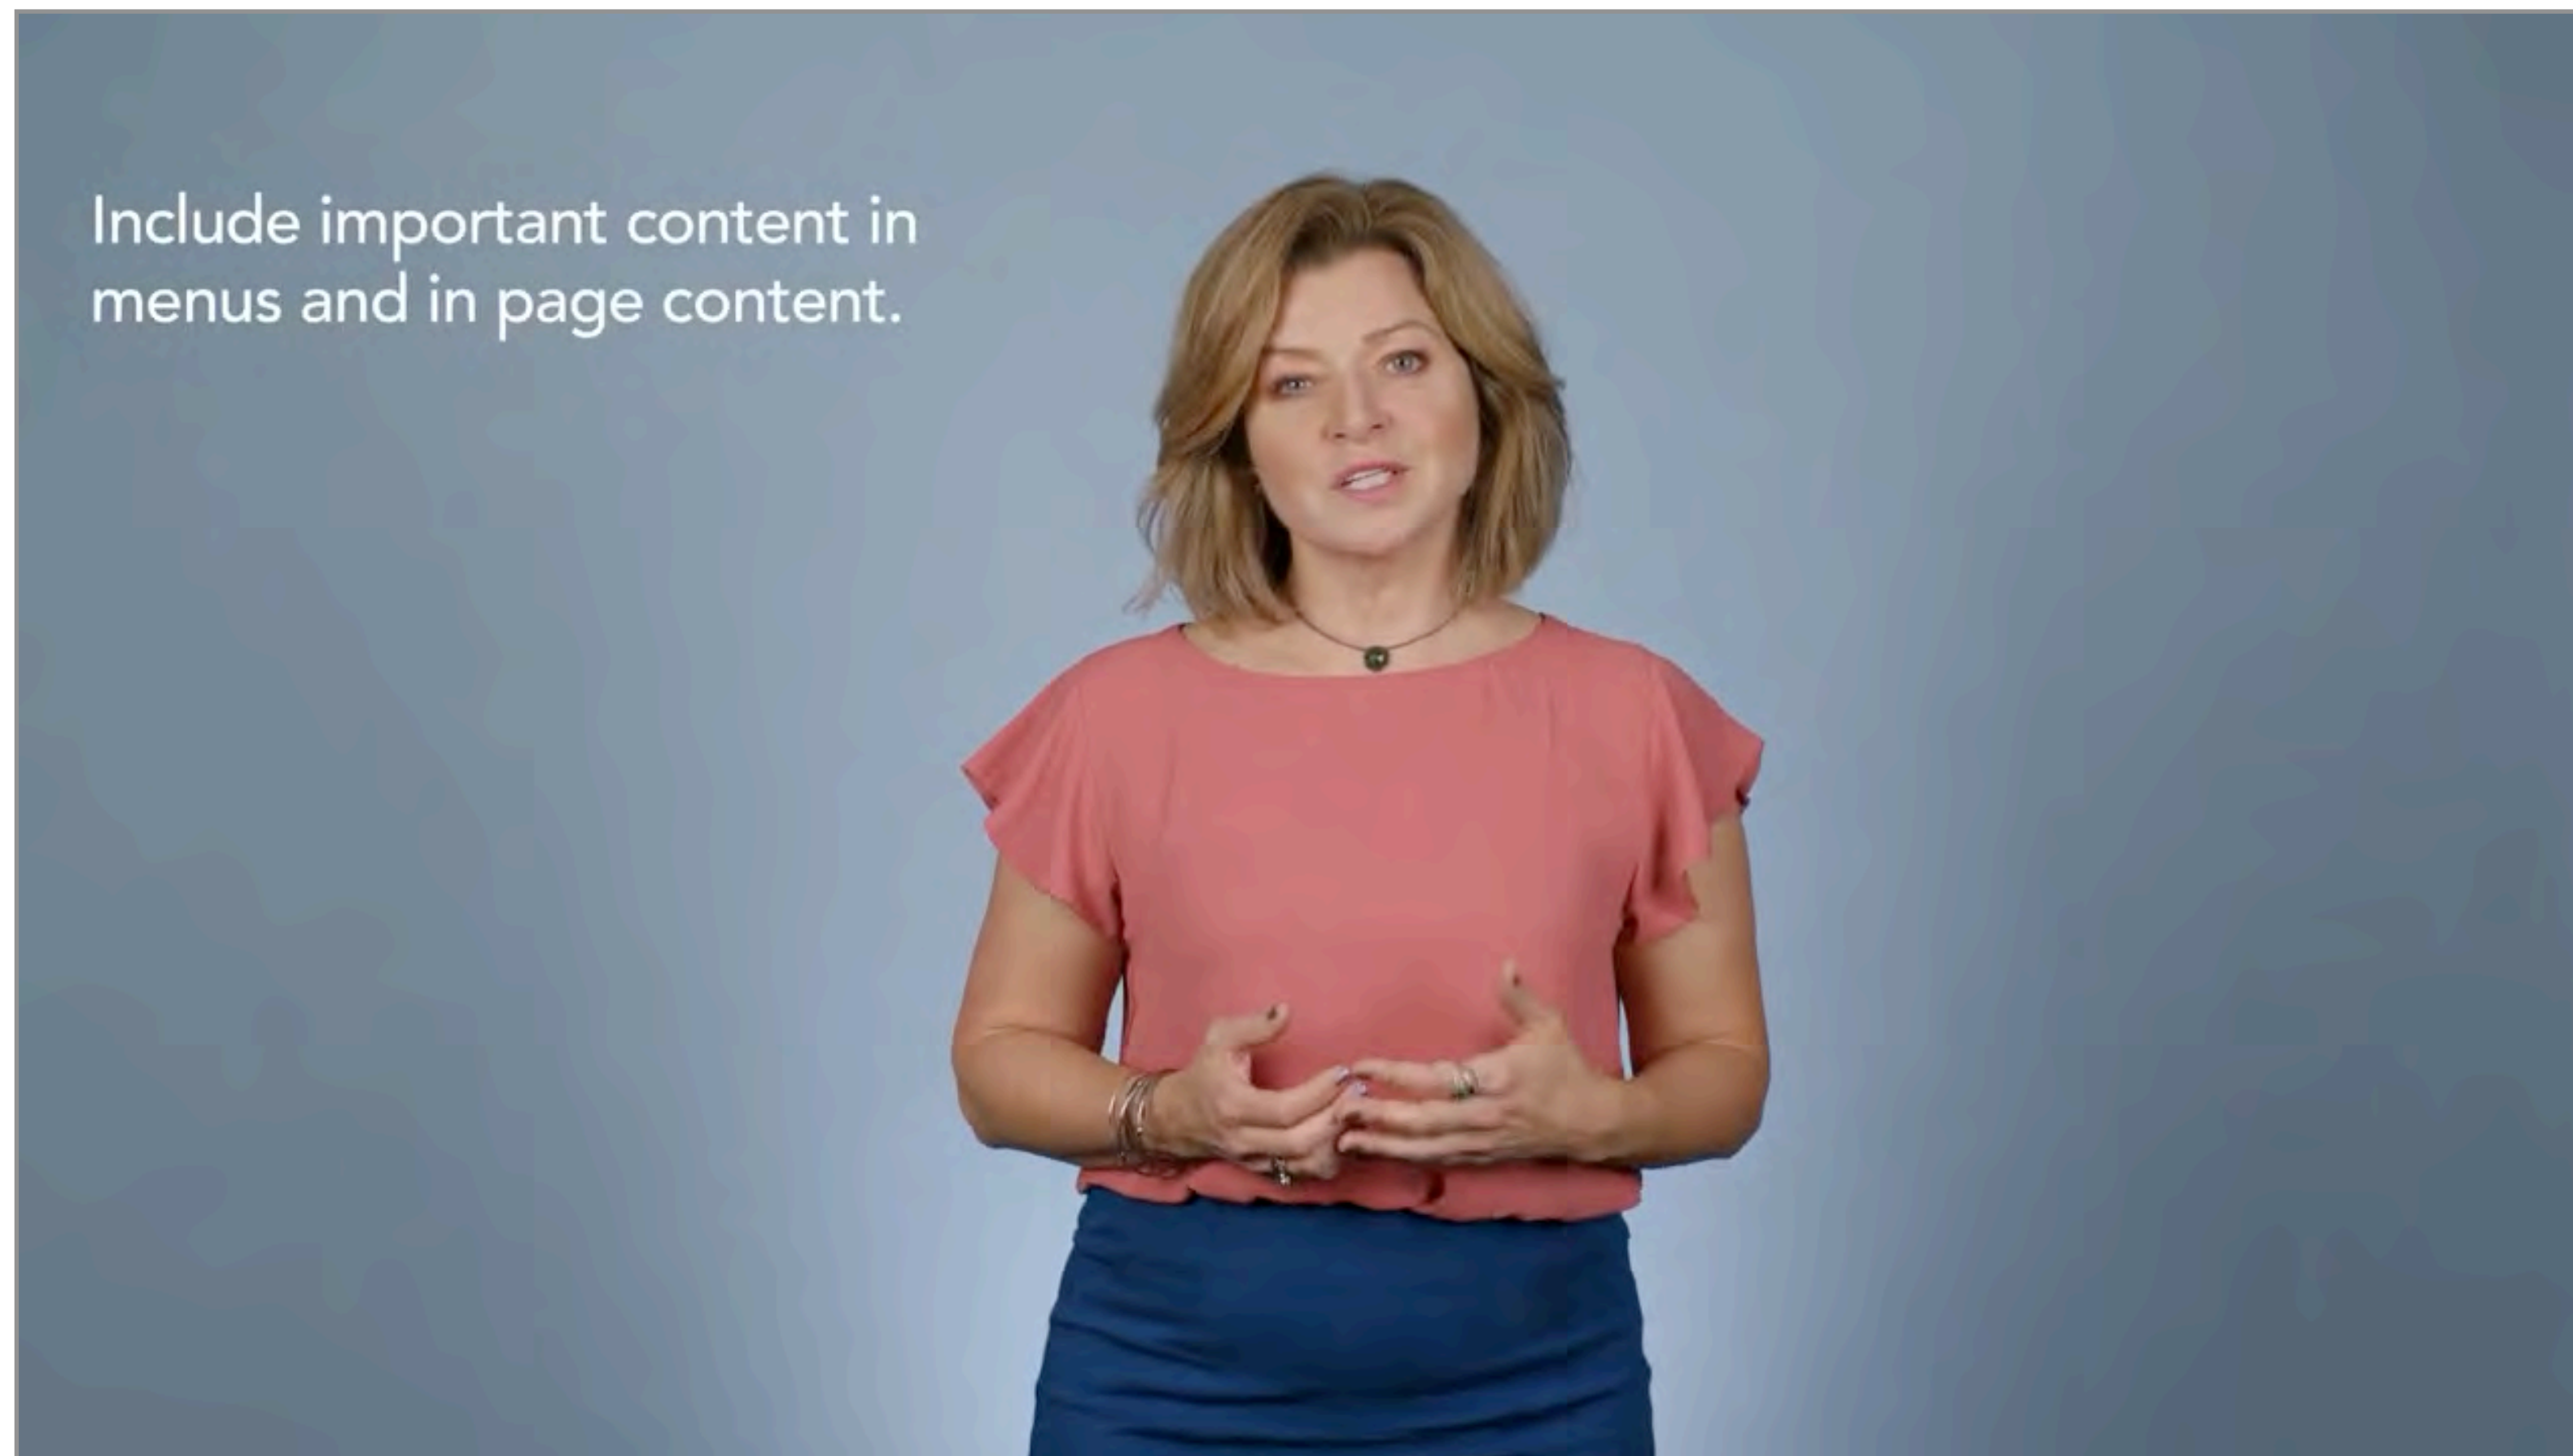 Include important content in
menus and in page content.